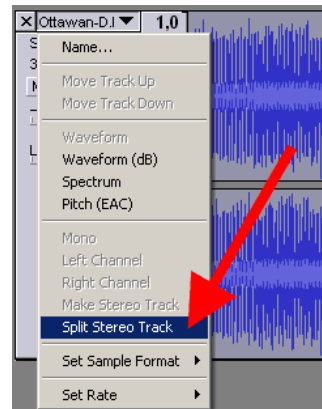 Ottawan-D.I 1,0
Name...
Move Track Up
Move Track Down
Waveform
Waveform (dB)
Spectrum
Pitch (EAC)
Mono
Left Channel
Right Channel
Make Stereo Track
Split Stereo Track
Set Sample Format
Set Rate